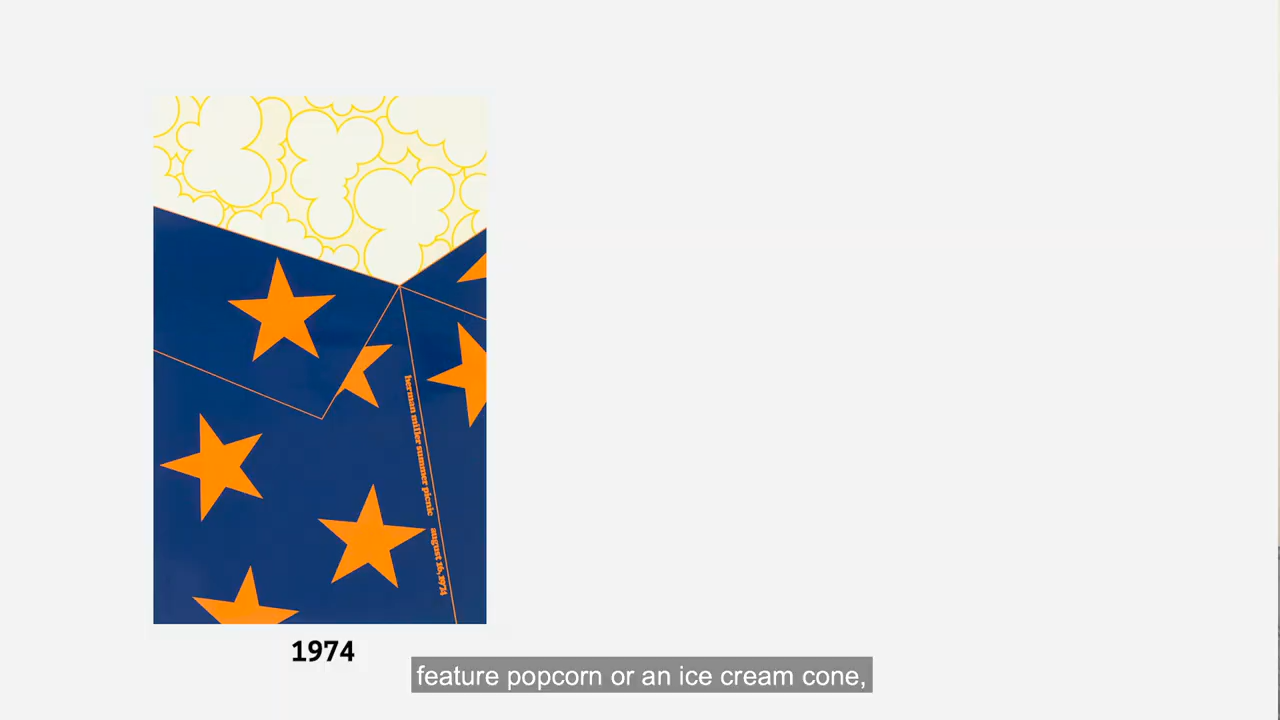 herman miller summer picnic august 16, 1974
1974
feature popcorn or an ice cream cone,